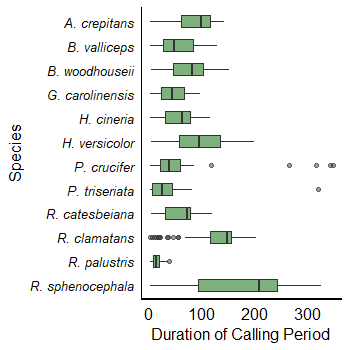 A. crepitans
B. valliceps
B. woodhouseii
G. carolinensis
H. cineria
H. versicolor
P. crucifer
P. triseriata
R. catesbeiana
R. clamatans
R. palustris
R. sphenocephala
Species
0 100 200 300
Duration of Calling Period